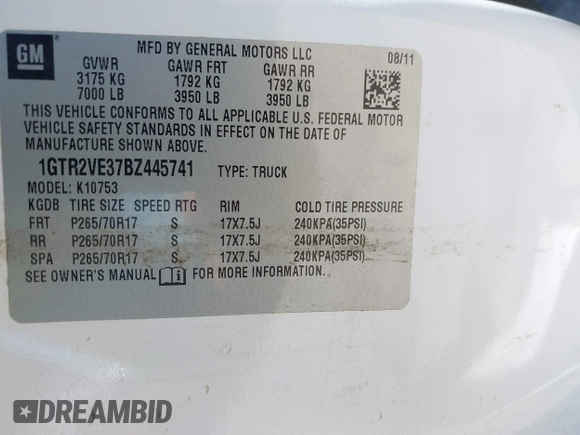 GM
MFD BY GENERAL MOTORS LLC
08/11
GVWR GAWR FRT GAWR RR
3175 KG 1792 KG 1792 KG
7000 LB 3950 LB 3950 LB
THIS VEHICLE CONFORMS TO ALL APPLICABLE U.S. FEDERAL MOTOR
VEHICLE SAFETY STANDARDS IN EFFECT ON THE DATE OF
MANUFACTURE SHOWN ABOVE.
1GTR2VE37BZ445741 TYPE: TRUCK
MODEL: K10753
KGDB TIRE SIZE SPEED RTG RIM COLD TIRE PRESSURE
FRT P265/70R17 S 17X7.5J 240KPA(35PSI)
RR P265/70R17 S 17X7.5J 240KPA(35PSI)
SPA P265/70R17 S 17X7.5J 240KPA(35PSI)
SEE OWNER'S MANUAL FOR MORE INFORMATION.
DREAMBID